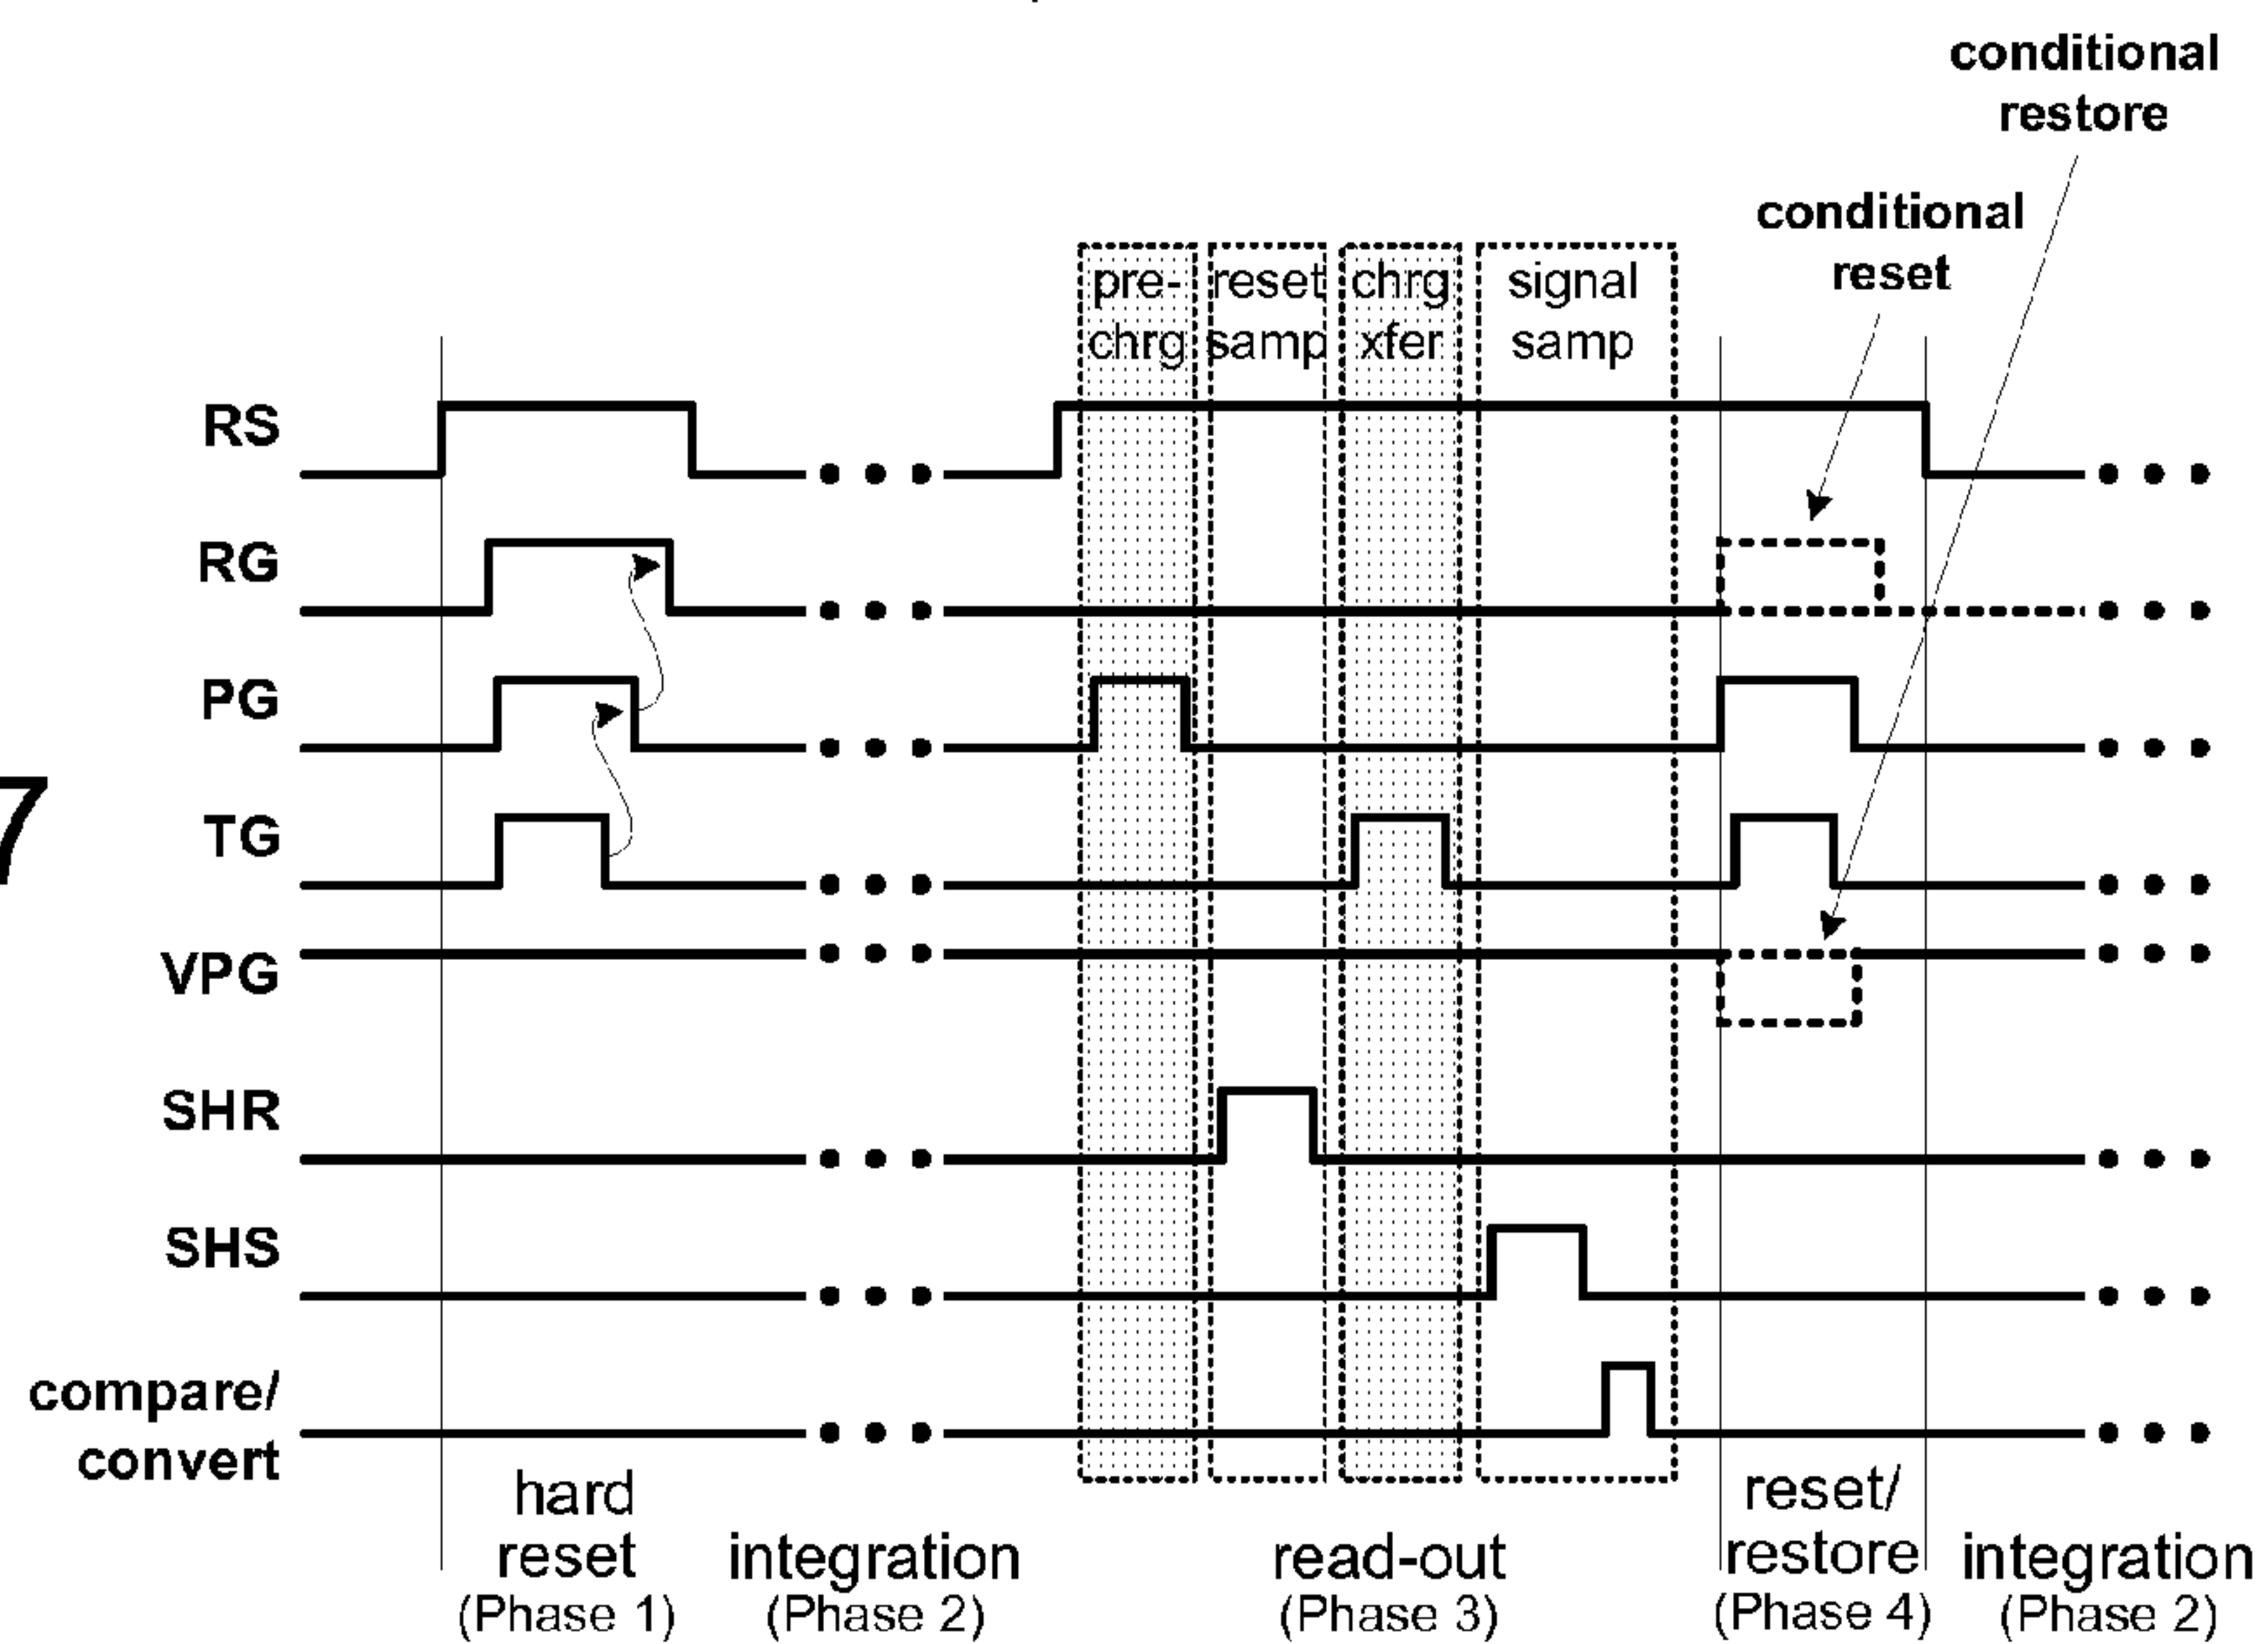 conditional
restore
conditional
reset
pre-
chrg
reset
samp
chrg
xfer
signal
samp
RS
RG
PG
7
TG
VPG
SHR
SHS
compare/
convert
hard
reset
(Phase 1)
integration
(Phase 2)
read-out
(Phase 3)
reset/
restore
(Phase 4)
integration
(Phase 2)